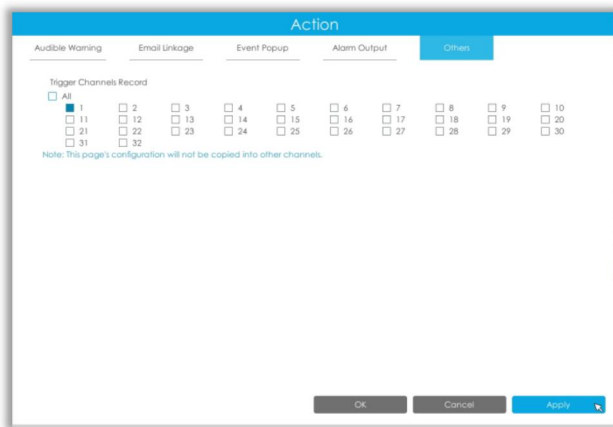 Action
Audible Warning Email Linkage Event Popup Alarm Output Others
Trigger Channels Record
All
1 2 3 4 5 6 7 8 9 10
11 12 13 14 15 16 17 18 19 20
21 22 23 24 25 26 27 28 29 30
31 32
Note: This page's configuration will not be copied into other channels.
OK Cancel Apply